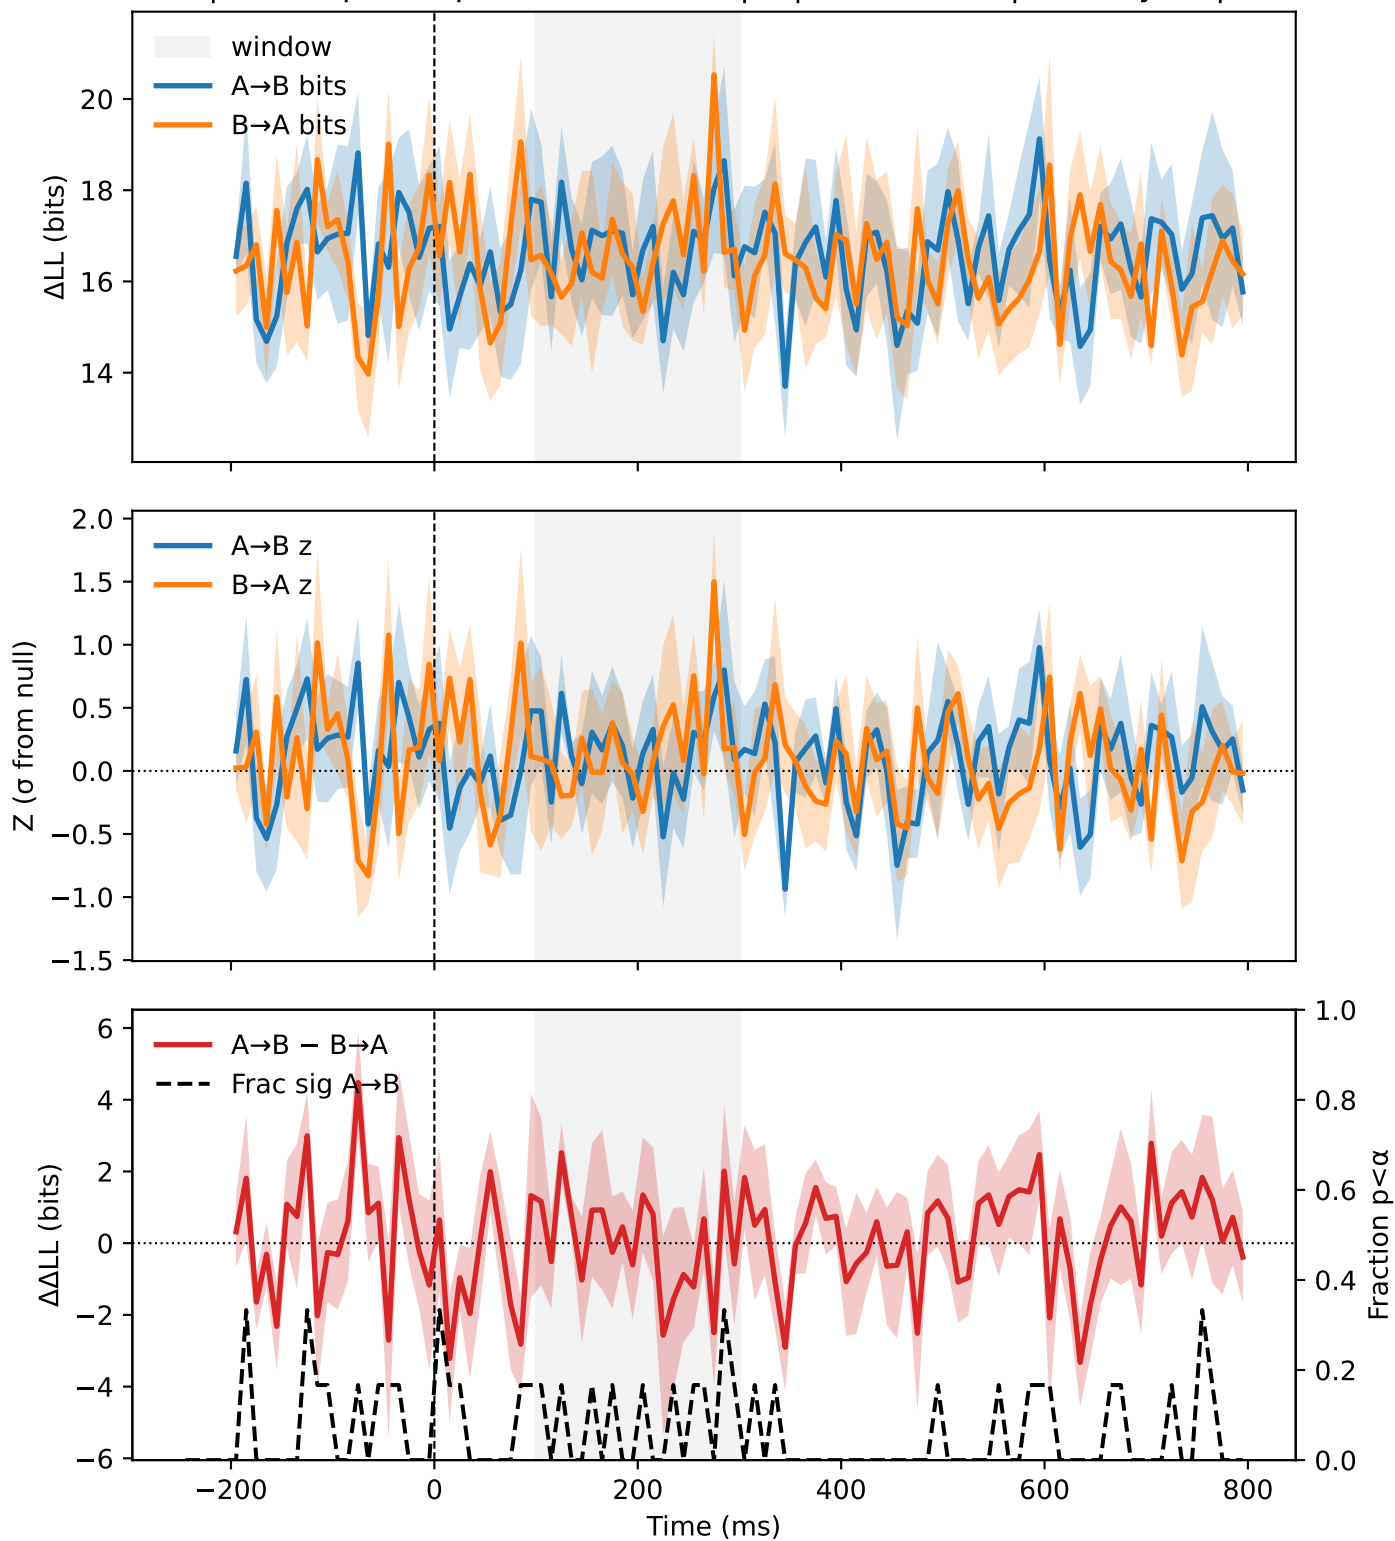 window
A→B bits
B→A bits
ΔLL (bits)
20
18
16
14
A→B z
B→A z
Z (σ from null)
2.0
1.5
1.0
0.5
0.0
−0.5
−1.0
−1.5
A→B − B→A
Frac sig A→B
ΔΔLL (bits)
6
4
2
0
−2
−4
−6
1.0
0.8
0.6
0.4
0.2
0.0
Fraction p<α
−200 0 200 400 600 800
Time (ms)